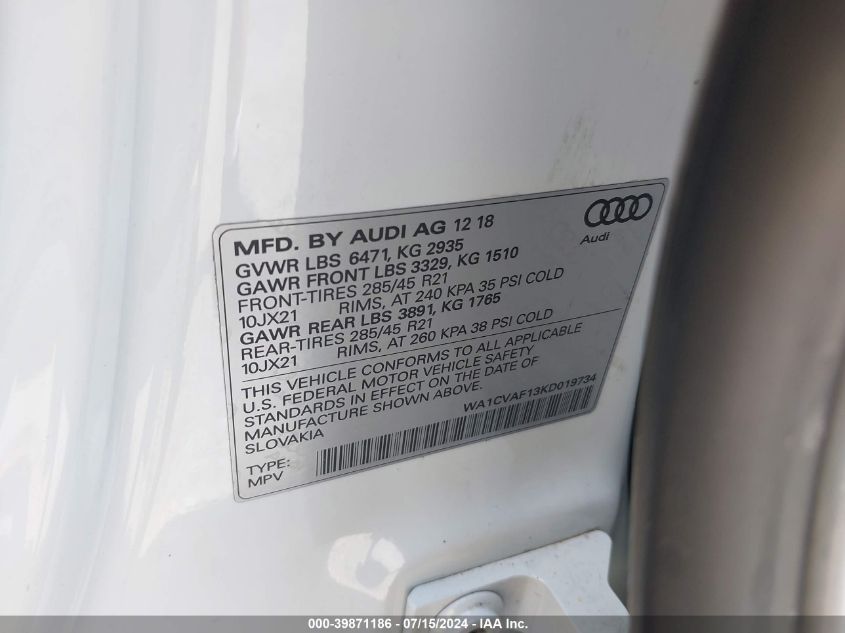 MFD. BY AUDI AG 12 18
GVWR LBS 6471, KG 2935
GAWR FRONT LBS 3329, KG 1510
FRONT-TIRES 285/45 R21
10JX21 RIMS, AT 240 KPA 35 PSI COLD
GAWR REAR LBS 3891, KG 1765
REAR-TIRES 285/45 R21
10JX21 RIMS, AT 260 KPA 38 PSI COLD
Audi
THIS VEHICLE CONFORMS TO ALL APPLICABLE
U.S. FEDERAL MOTOR VEHICLE SAFETY
STANDARDS IN EFFECT ON THE DATE OF
MANUFACTURE SHOWN ABOVE.
SLOVAKIA
WA1CVAF13KD019734
TYPE:
MPV
000-39871186 - 07/15/2024 - IAA Inc.